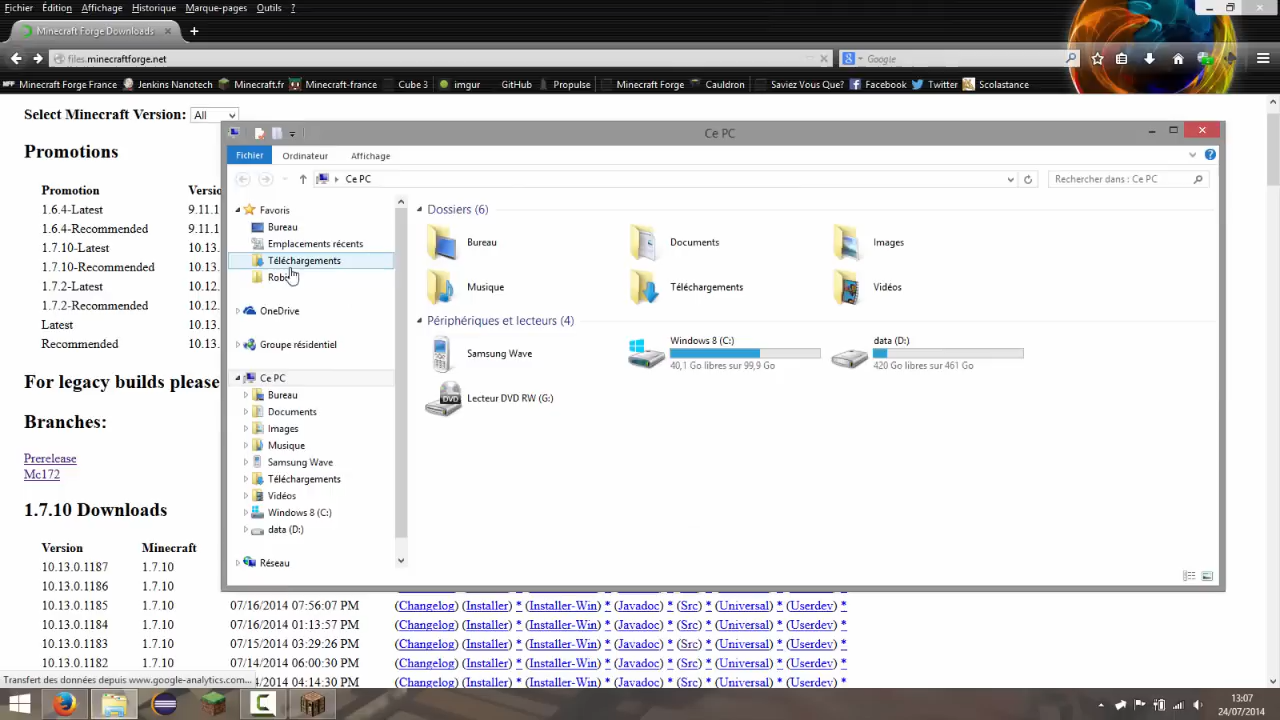 Fichier Édition Affichage Historique Marque-pages Outils ?
Minecraft Forge Downloads × +
files.minecraftforge.net Google
Minecraft Forge France Jenkins Nanotech Minecraft.fr Minecraft-france Cube 3 imgur GitHub Propulse Minecraft Forge Cauldron Saviez Vous Que? Facebook Twitter Scolastance
Select Minecraft Version: All
Promotions
Promotion Versio
1.6.4-Latest 9.11.1
1.6.4-Recommended 9.11.1
1.7.10-Latest 10.13.
1.7.10-Recommended 10.13.
1.7.2-Latest 10.12.
1.7.2-Recommended 10.12.
Latest 10.13.
Recommended 10.13.
For legacy builds please
Branches:
Prerelease
Mc172
1.7.10 Downloads
Version Minecraft
10.13.0.1187 1.7.10
10.13.0.1186 1.7.10
10.13.0.1185 1.7.10 07/16/2014 07:56:07 PM (Changelog) (Installer) * (Installer-Win) * (Javadoc) * (Src) * (Universal) * (Userdev) *
10.13.0.1184 1.7.10 07/16/2014 01:13:57 PM (Changelog) (Installer) * (Installer-Win) * (Javadoc) * (Src) * (Universal) * (Userdev) *
10.13.0.1183 1.7.10 07/15/2014 03:29:26 PM (Changelog) (Installer) * (Installer-Win) * (Javadoc) * (Src) * (Universal) * (Userdev) *
10.13.0.1182 1.7.10 07/14/2014 06:00:30 PM (Changelog) (Installer) * (Installer-Win) * (Javadoc) * (Src) * (Universal) * (Userdev) *
04:14:30 PM (Changelog) (Installer) * (Installer-Win) * (Javadoc) * (Src) * (Universal) * (Userdev) *
Transfert des données depuis www.google-analytics.com...
Ce PC
Fichier Ordinateur Affichage
Ce PC Rechercher dans : Ce PC
Favoris
Bureau
Emplacements récents
Téléchargements
OneDrive
Groupe résidentiel
Ce PC
Bureau
Documents
Images
Musique
Samsung Wave
Téléchargements
Vidéos
Windows 8 (C:)
data (D:)
Réseau
Dossiers (6)
Bureau Documents Images
Musique Téléchargements Vidéos
Périphériques et lecteurs (4)
Samsung Wave
Windows 8 (C:)
40,1 Go libres sur 99,9 Go
data (D:)
420 Go libres sur 461 Go
DVD Lecteur DVD RW (G:)
13:07
24/07/2014